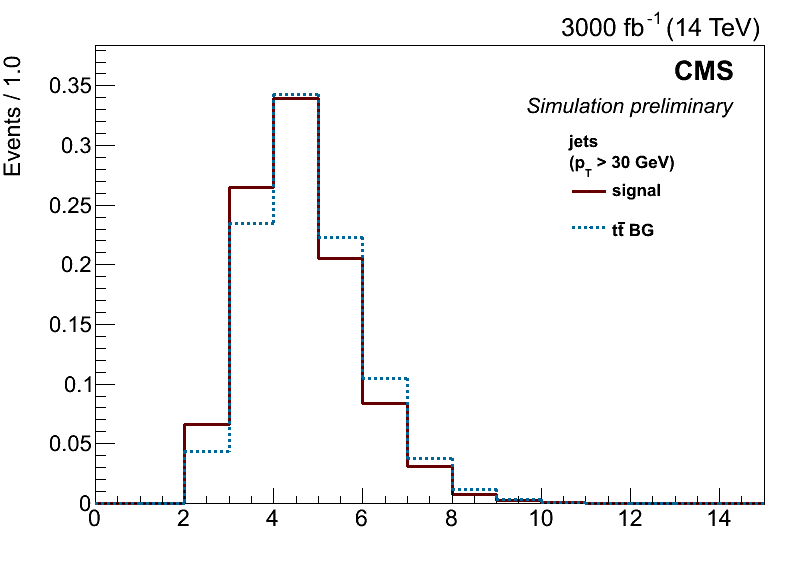 3000 fb⁻¹ (14 TeV)
CMS
Simulation preliminary
jets
(p_T > 30 GeV)
signal
tt̄ BG
Events / 1.0
0.35
0.3
0.25
0.2
0.15
0.1
0.05
0
0 2 4 6 8 10 12 14